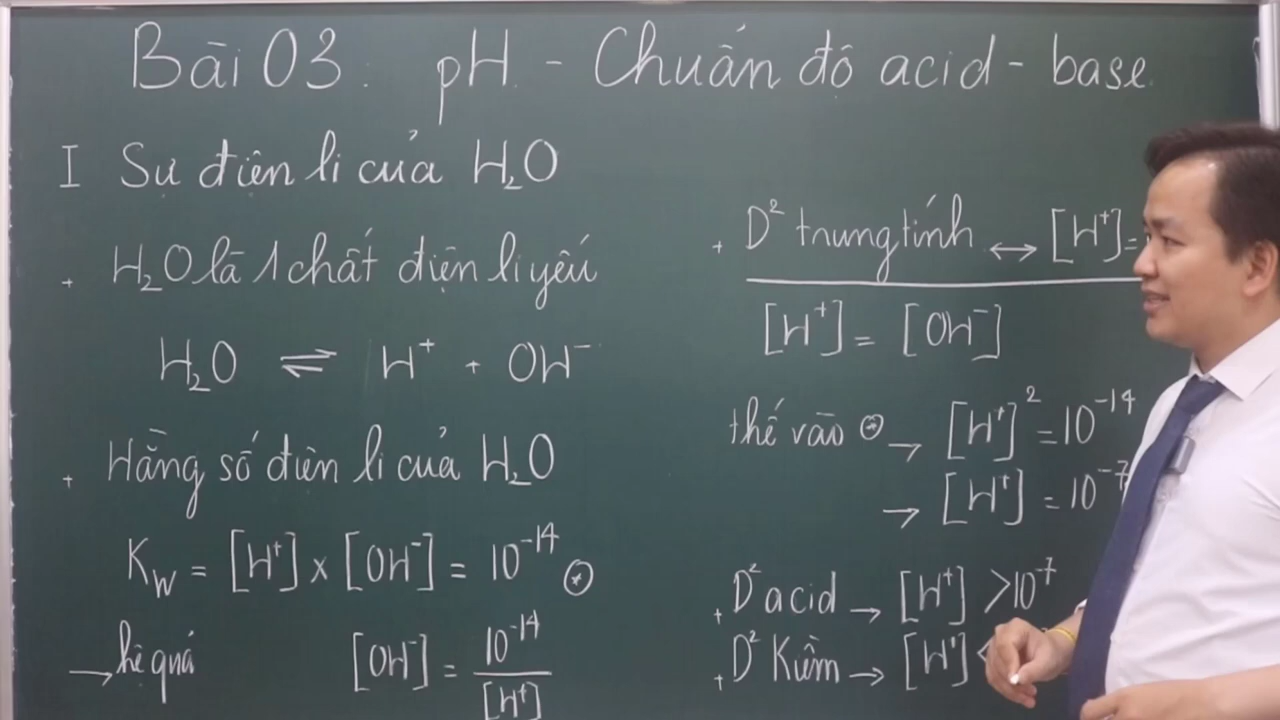 Bài 03: pH - Chuẩn độ acid - base
I Sự điện li của H₂O
+ H₂O là 1 chất điện li yếu
H₂O ⇌ H⁺ + OH⁻
+ Hằng số điện li của H₂O
K_W = [H⁺] x [OH⁻] = 10⁻¹⁴ ⊛
→ hệ quả [OH⁻] = 10⁻¹⁴ / [H⁺]
+ D² trung tính ↔ [H⁺] =
[H⁺] = [OH⁻]
thế vào ⊛ → [H⁺]² = 10⁻¹⁴
→ [H⁺] = 10⁻⁷
+ D² acid → [H⁺] > 10⁻⁷
+ D² Kiềm → [H⁺] <